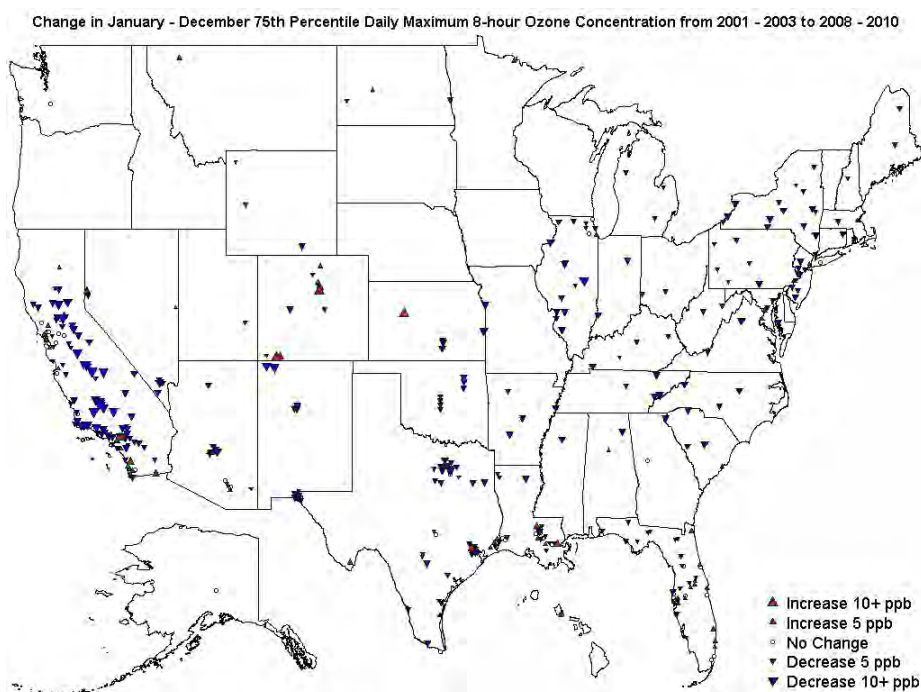 Change in January - December 75th Percentile Daily Maximum 8-hour Ozone Concentration from 2001 - 2003 to 2008 - 2010
Increase 10+ ppb
Increase 5 ppb
No Change
Decrease 5 ppb
Decrease 10+ ppb